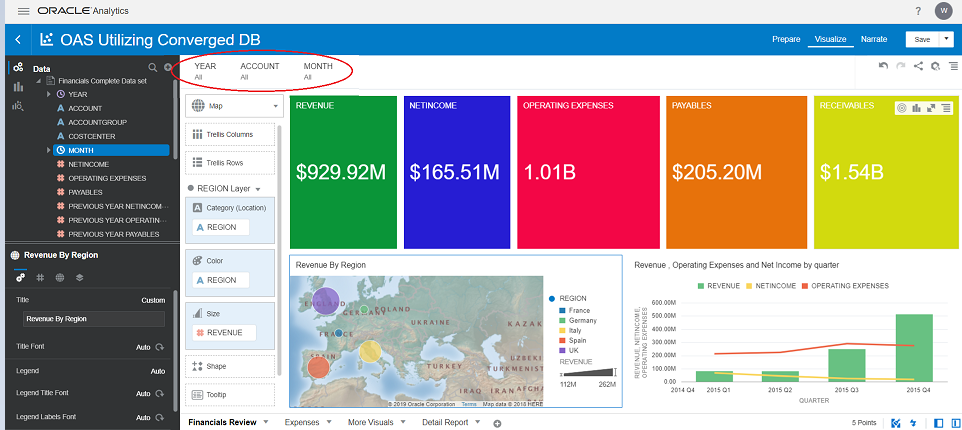 ORACLE Analytics
?
W
OAS Utilizing Converged DB
Prepare
Visualize
Narrate
Save
Data
YEAR
All
ACCOUNT
All
MONTH
All
Financials Complete Data set
YEAR
A ACCOUNT
A ACCOUNTGROUP
A COSTCENTER
MONTH
# NETINCOME
# OPERATING EXPENSES
# PAYABLES
# PREVIOUS YEAR NETINCOM...
# PREVIOUS YEAR OPERATIN...
# PREVIOUS YEAR PAYABLES
Revenue By Region
Title
Custom
Revenue By Region
Title Font
Auto
Legend
Auto
Legend Title Font
Auto
Legend Labels Font
Auto
Map
Trellis Columns
Trellis Rows
REGION Layer
A Category (Location)
A REGION
Color
A REGION
Size
# REVENUE
Shape
Tooltip
REVENUE
$929.92M
NETINCOME
$165.51M
OPERATING EXPENSES
1.01B
PAYABLES
$205.20M
RECEIVABLES
$1.54B
Revenue By Region
ENGLAND
GERMANY
POLAND
UKRAINE
FRANCE
SPAIN
TURKEY
KAZAK
UZBEKI
TURKME
IRAQ
IRAN
AFGHA
© 2019 Oracle Corporation Terms Map data © 2018 HERE
REGION
France
Germany
Italy
Spain
UK
REVENUE
112M 262M
Revenue , Operating Expenses and Net Income by quarter
REVENUE NETINCOME OPERATING EXPENSES
REVENUE, NETINCOME,
OPERATING EXPENSES
600.00M
500.00M
400.00M
300.00M
200.00M
100.00M
0.00
2014 Q4 2015 Q1 2015 Q2 2015 Q3 2015 Q4
QUARTER
Financials Review
Expenses
More Visuals
Detail Report
5 Points